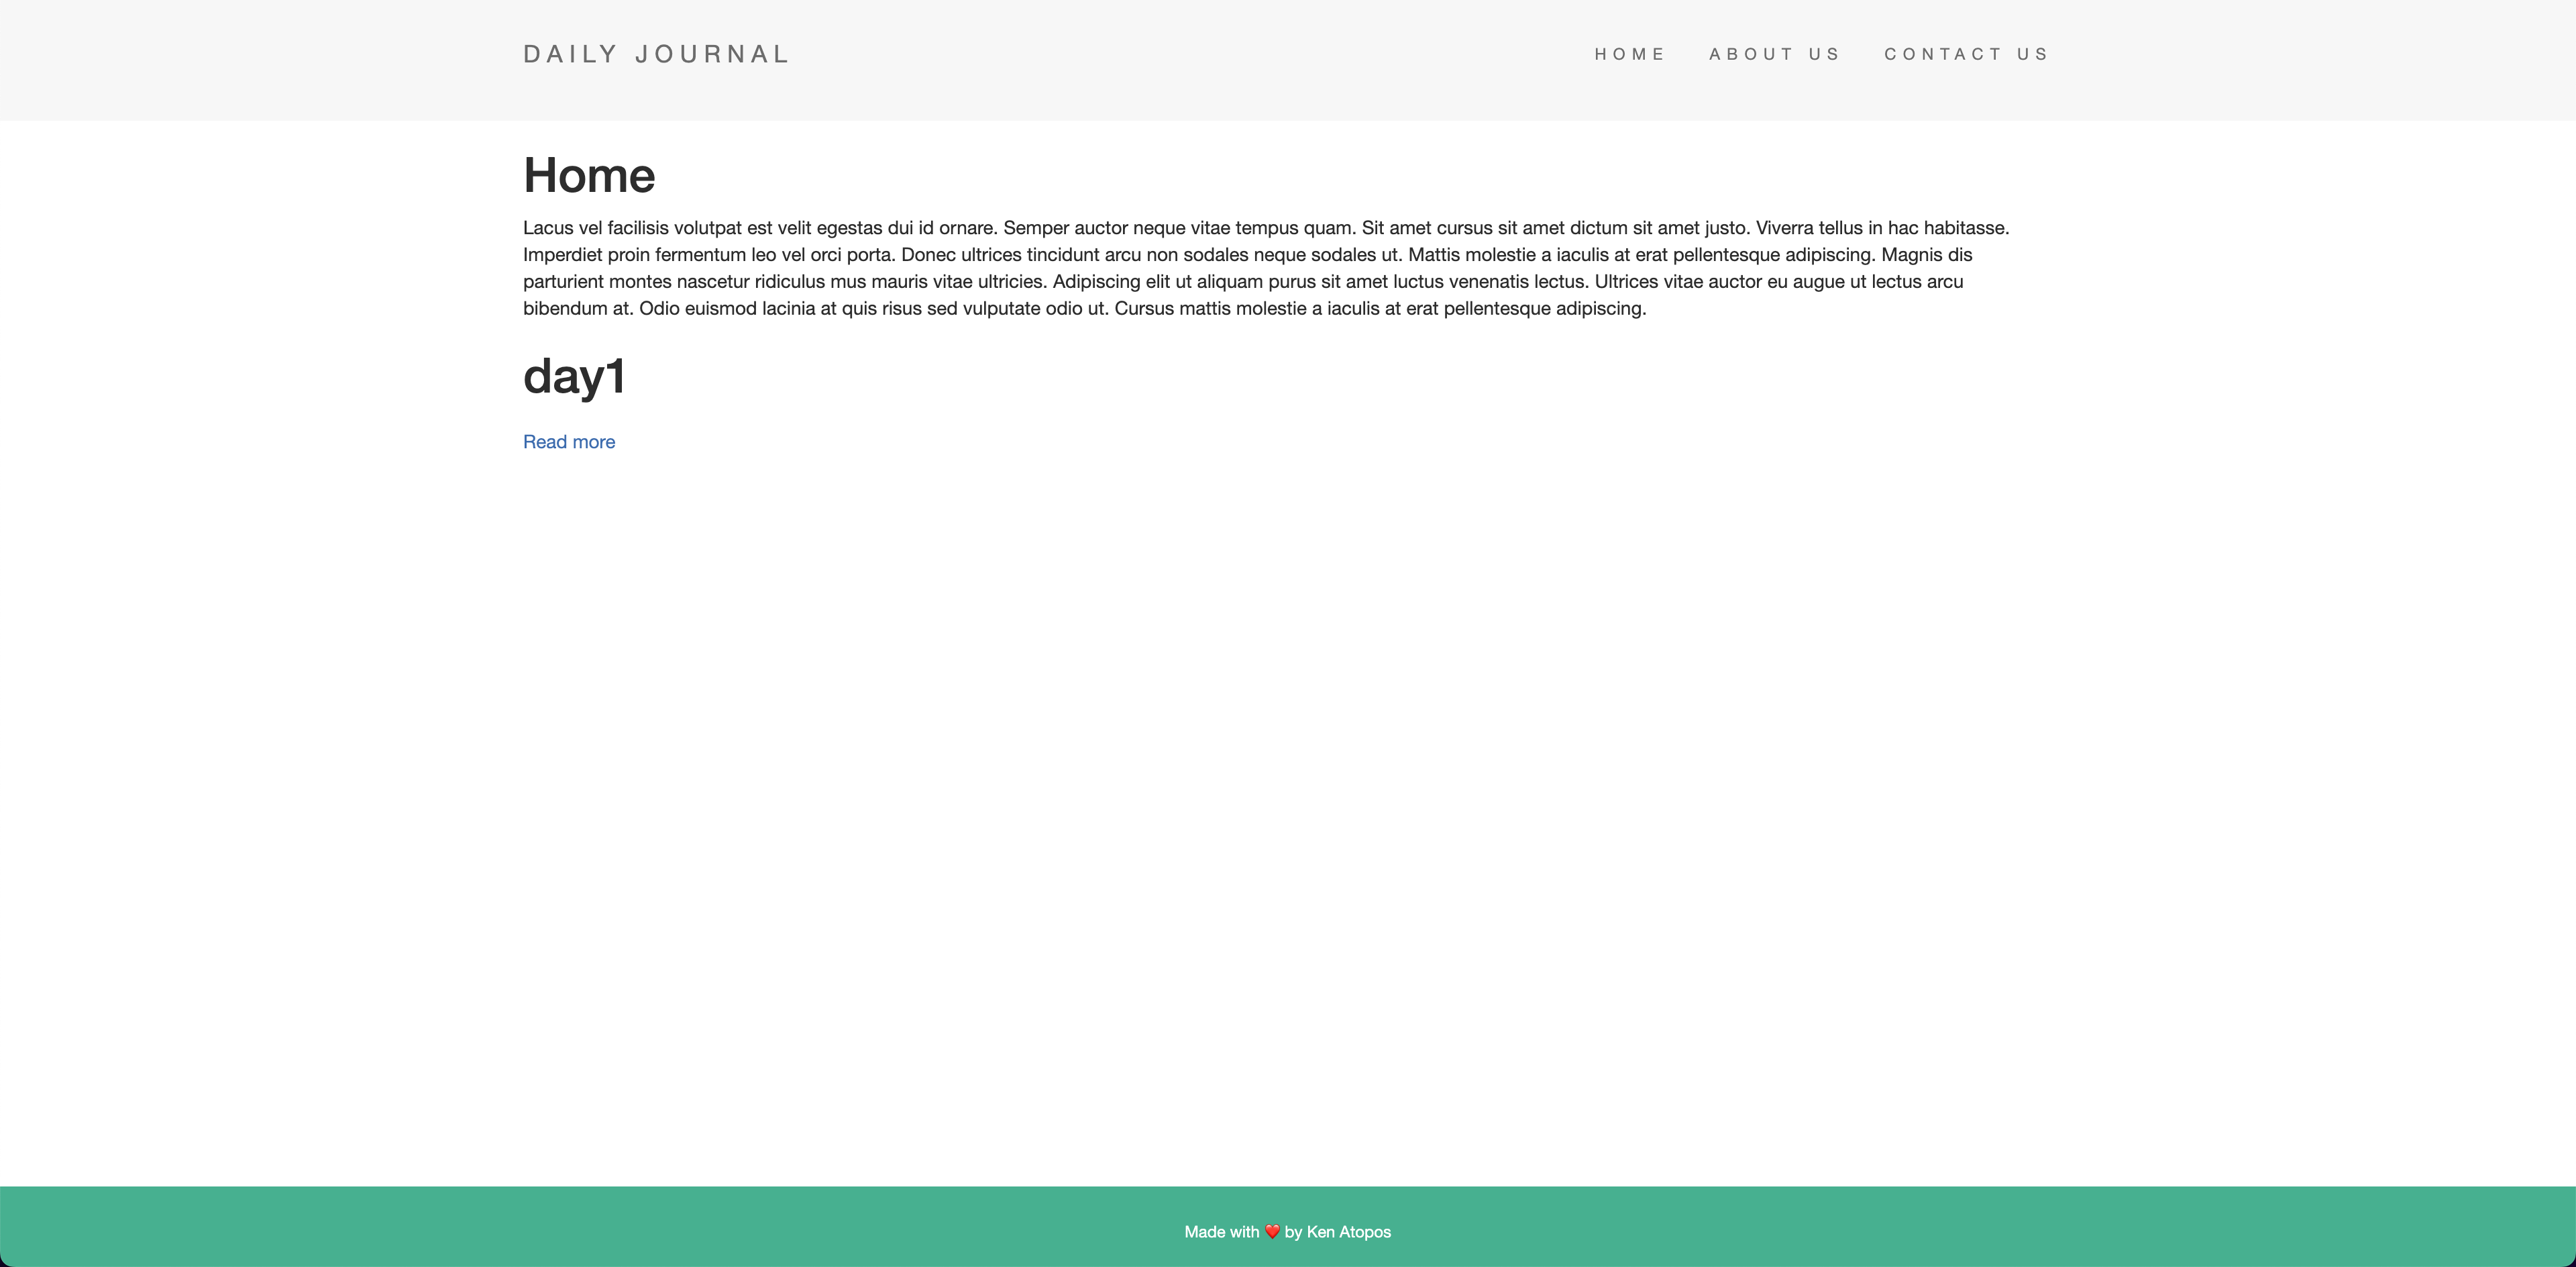 DAILY JOURNAL
HOME ABOUT US CONTACT US
Home
Lacus vel facilisis volutpat est velit egestas dui id ornare. Semper auctor neque vitae tempus quam. Sit amet cursus sit amet dictum sit amet justo. Viverra tellus in hac habitasse.
Imperdiet proin fermentum leo vel orci porta. Donec ultrices tincidunt arcu non sodales neque sodales ut. Mattis molestie a iaculis at erat pellentesque adipiscing. Magnis dis
parturient montes nascetur ridiculus mus mauris vitae ultricies. Adipiscing elit ut aliquam purus sit amet luctus venenatis lectus. Ultrices vitae auctor eu augue ut lectus arcu
bibendum at. Odio euismod lacinia at quis risus sed vulputate odio ut. Cursus mattis molestie a iaculis at erat pellentesque adipiscing.
day1
Read more
Made with ❤️ by Ken Atopos